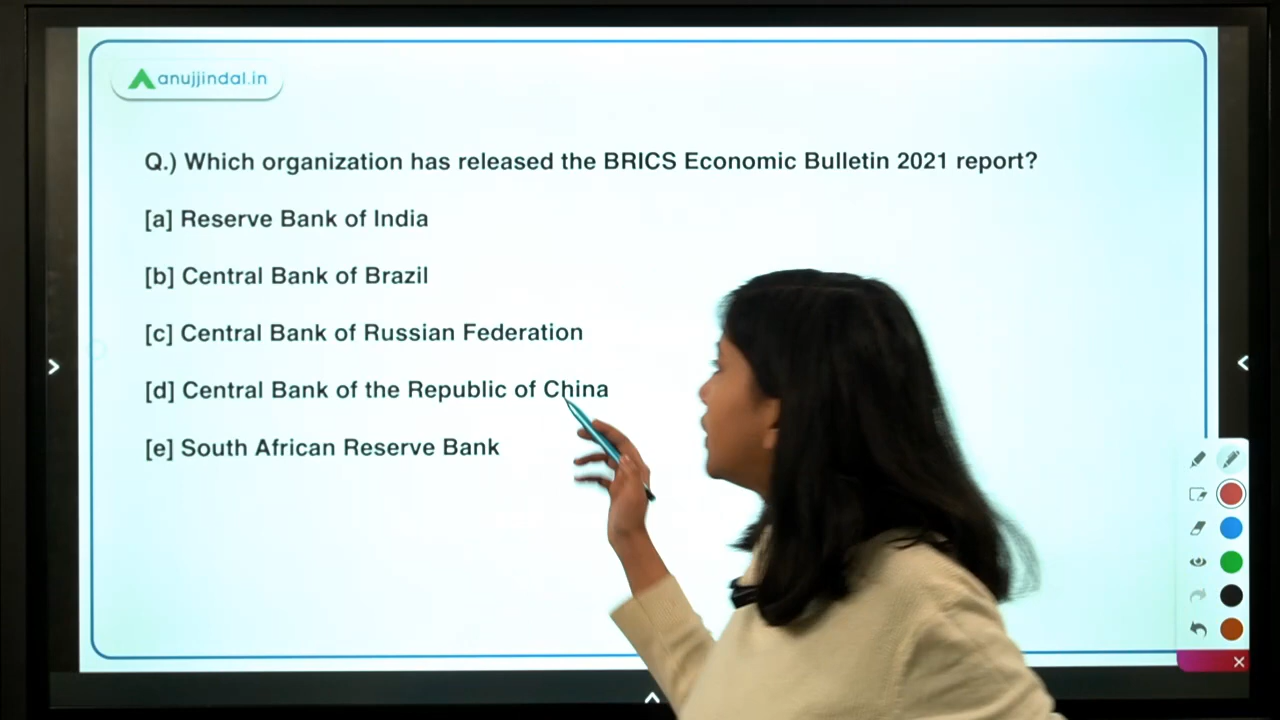 anujjindal.in
Q.) Which organization has released the BRICS Economic Bulletin 2021 report?
[a] Reserve Bank of India
[b] Central Bank of Brazil
[c] Central Bank of Russian Federation
[d] Central Bank of the Republic of China
[e] South African Reserve Bank